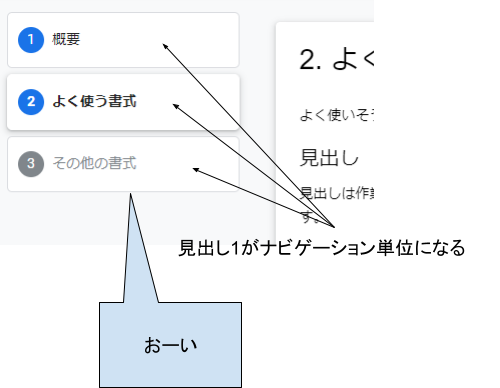 1 概要
2 よく使う書式
3 その他の書式
2. よく
よく使いそう
見出し
見出しは作業
す。
見出し1がナビゲーション単位になる
おーい